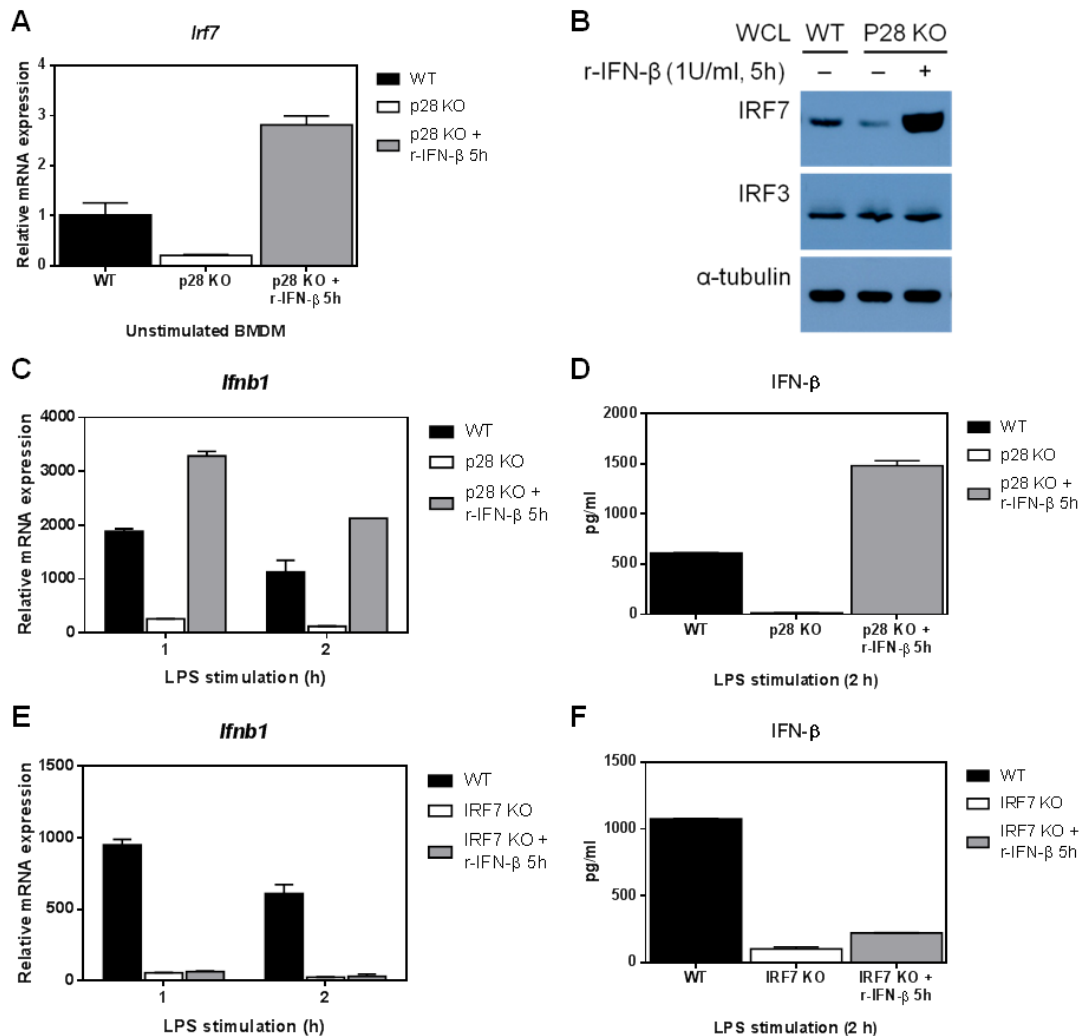 A
Irf7
Relative mRNA expression
4
3
2
1
0
WT
p28 KO
p28 KO +
r-IFN-β 5h
Unstimulated BMDM
WT
p28 KO
p28 KO +
r-IFN-β 5h
B
WCL WT P28 KO
r-IFN-β (1U/ml, 5h) – – +
IRF7
IRF3
α-tubulin
C
Ifnb1
Relative mRNA expression
4000
3000
2000
1000
0
1 2
LPS stimulation (h)
WT
p28 KO
p28 KO +
r-IFN-β 5h
D
IFN-β
pg/ml
2000
1500
1000
500
0
WT
p28 KO
p28 KO +
r-IFN-β 5h
LPS stimulation (2 h)
WT
p28 KO
p28 KO +
r-IFN-β 5h
E
Ifnb1
Relative mRNA expression
1500
1000
500
0
1 2
LPS stimulation (h)
WT
IRF7 KO
IRF7 KO +
r-IFN-β 5h
F
IFN-β
pg/ml
1500
1000
500
0
WT
IRF7 KO
IRF7 KO +
r-IFN-β 5h
LPS stimulation (2 h)
WT
IRF7 KO
IRF7 KO +
r-IFN-β 5h